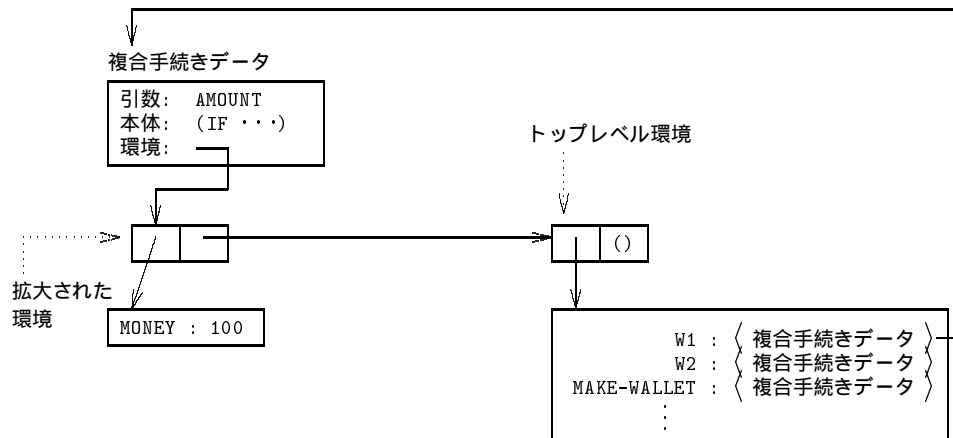 複合手続きデータ
引数: AMOUNT
本体: (IF ・・・)
環境:
トップレベル環境
()
拡大された
環境
MONEY : 100
W1 : 〈 複合手続きデータ 〉
W2 : 〈 複合手続きデータ 〉
MAKE-WALLET : 〈 複合手続きデータ 〉
⋮